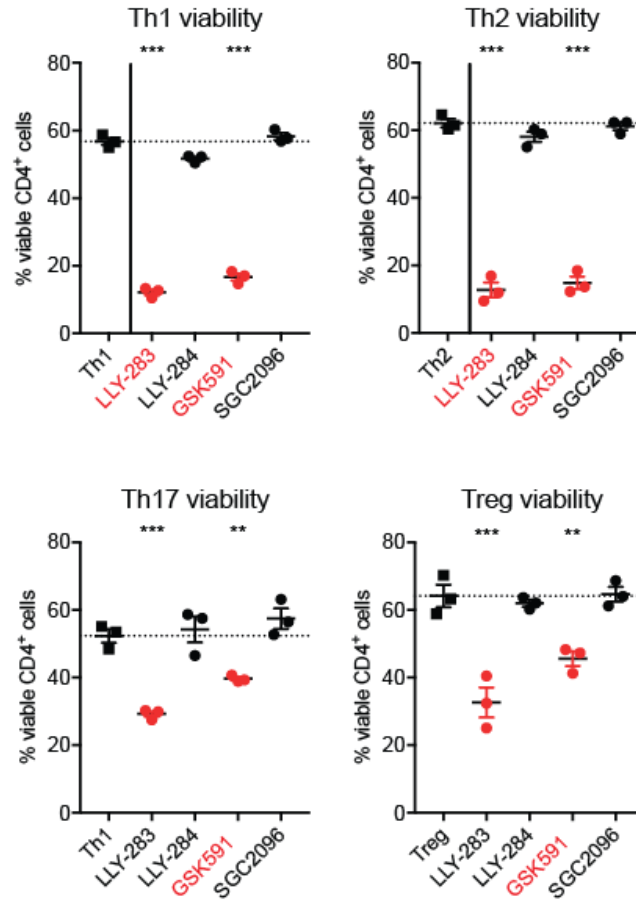 Th1 viability
*** ***
% viable CD4⁺ cells
80
60
40
20
0
Th1
LLY-283
LLY-284
GSK591
SGC2096
Th2 viability
*** ***
% viable CD4⁺ cells
80
60
40
20
0
Th2
LLY-283
LLY-284
GSK591
SGC2096
Th17 viability
*** **
% viable CD4⁺ cells
80
60
40
20
0
Th1
LLY-283
LLY-284
GSK591
SGC2096
Treg viability
*** **
% viable CD4⁺ cells
80
60
40
20
0
Treg
LLY-283
LLY-284
GSK591
SGC2096